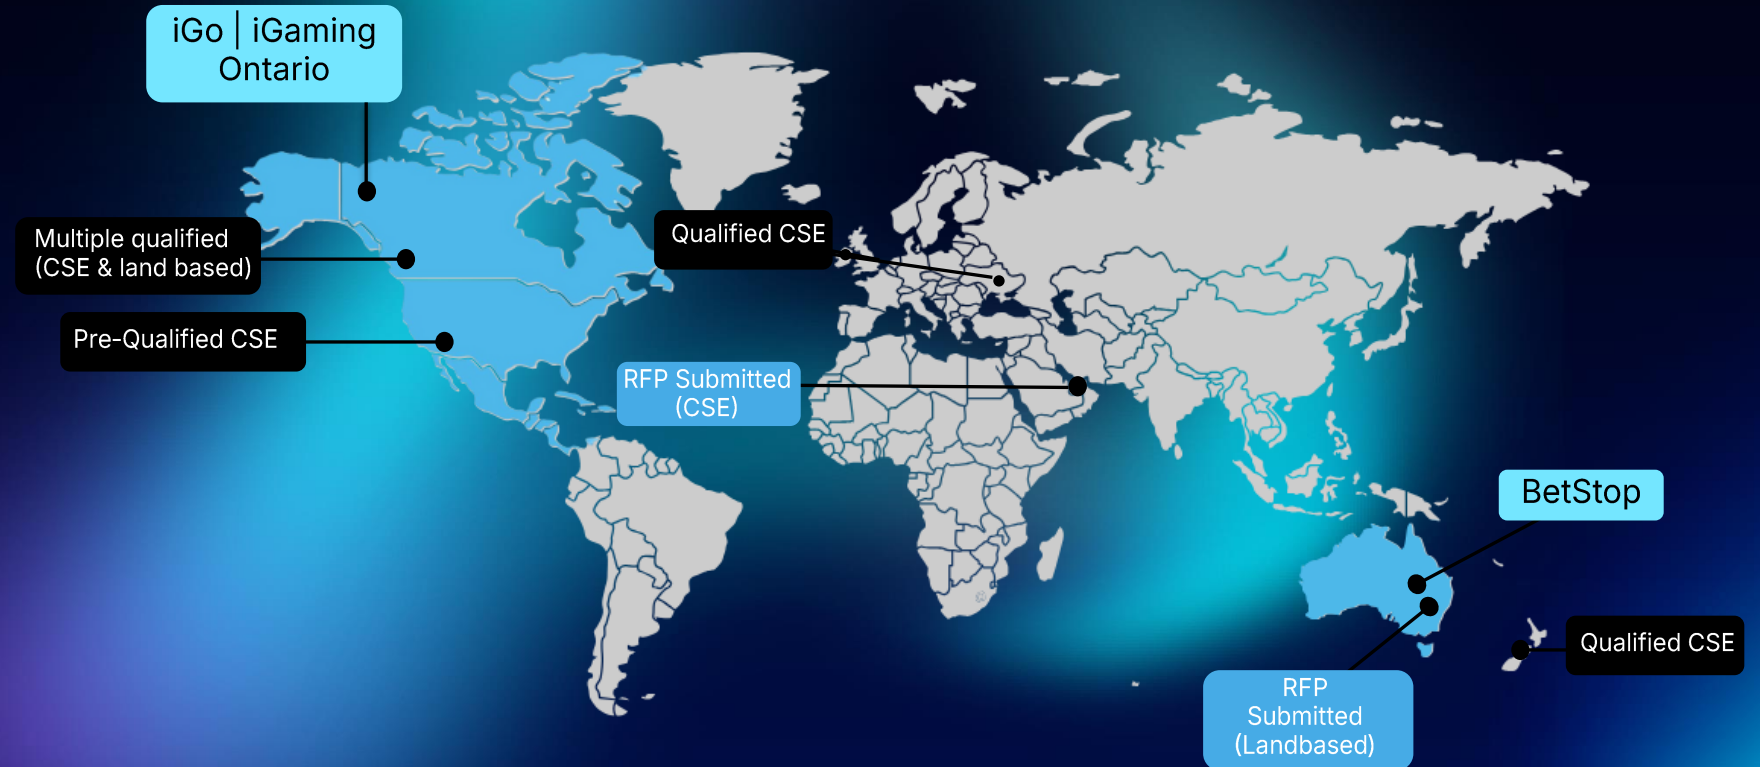 iGo | iGaming
Ontario
Multiple qualified
(CSE & land based)
Qualified CSE
Pre-Qualified CSE
RFP Submitted
(CSE)
BetStop
Qualified CSE
RFP
Submitted
(Landbased)